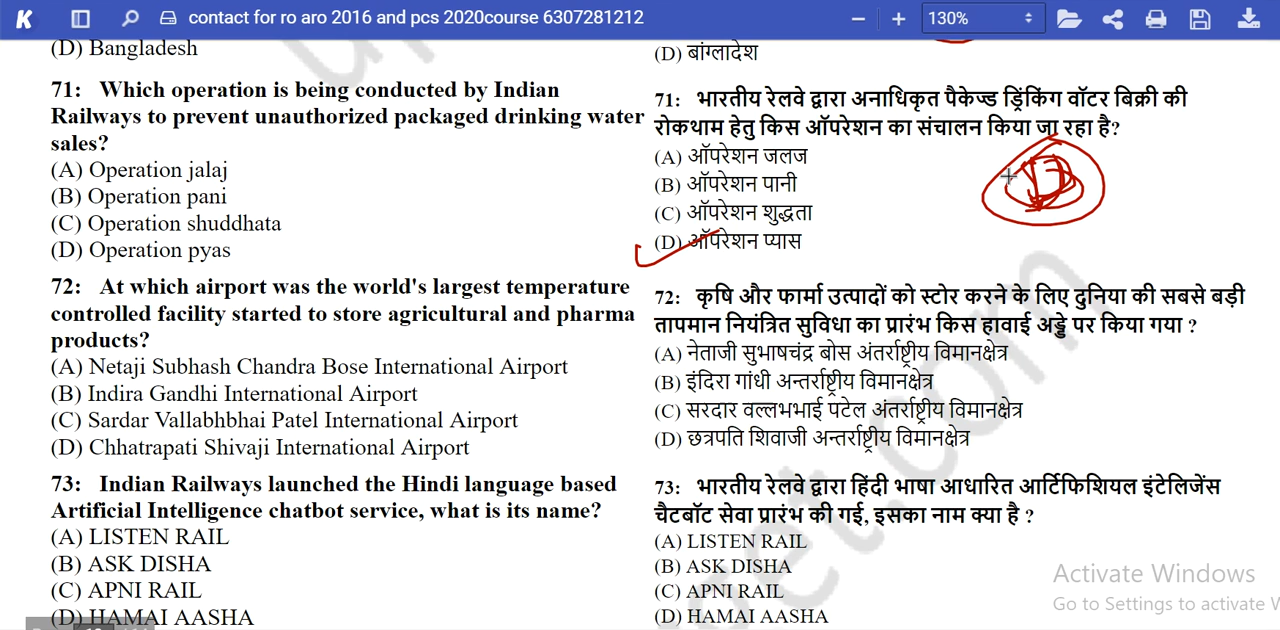 contact for ro aro 2016 and pcs 2020course 6307281212
130%
(D) Bangladesh
71: Which operation is being conducted by Indian
Railways to prevent unauthorized packaged drinking water
sales?
(A) Operation jalaj
(B) Operation pani
(C) Operation shuddhata
(D) Operation pyas
72: At which airport was the world's largest temperature
controlled facility started to store agricultural and pharma
products?
(A) Netaji Subhash Chandra Bose International Airport
(B) Indira Gandhi International Airport
(C) Sardar Vallabhbhai Patel International Airport
(D) Chhatrapati Shivaji International Airport
73: Indian Railways launched the Hindi language based
Artificial Intelligence chatbot service, what is its name?
(A) LISTEN RAIL
(B) ASK DISHA
(C) APNI RAIL
(D) HAMAI AASHA
(D) बांग्लादेश
71: भारतीय रेलवे द्वारा अनाधिकृत पैकेज्ड ड्रिंकिंग वॉटर बिक्री की
रोकथाम हेतु किस ऑपरेशन का संचालन किया जा रहा है?
(A) ऑपरेशन जलज
(B) ऑपरेशन पानी
(C) ऑपरेशन शुद्धता
(D) ऑपरेशन प्यास
72: कृषि और फार्मा उत्पादों को स्टोर करने के लिए दुनिया की सबसे बड़ी
तापमान नियंत्रित सुविधा का प्रारंभ किस हावाई अड्डे पर किया गया ?
(A) नेताजी सुभाषचंद्र बोस अंतर्राष्ट्रीय विमानक्षेत्र
(B) इंदिरा गांधी अन्तर्राष्ट्रीय विमानक्षेत्र
(C) सरदार वल्लभभाई पटेल अंतर्राष्ट्रीय विमानक्षेत्र
(D) छत्रपति शिवाजी अन्तर्राष्ट्रीय विमानक्षेत्र
73: भारतीय रेलवे द्वारा हिंदी भाषा आधारित आर्टिफिशियल इंटेलिजेंस
चैटबॉट सेवा प्रारंभ की गई, इसका नाम क्या है ?
(A) LISTEN RAIL
(B) ASK DISHA
(C) APNI RAIL
(D) HAMAI AASHA
Activate Windows
Go to Settings to activate